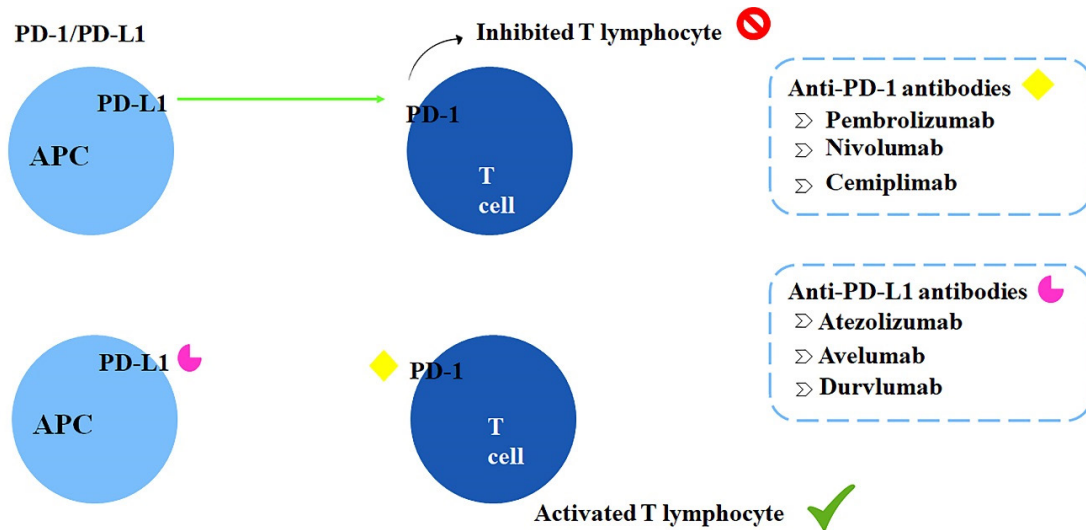 PD-1/PD-L1
Inhibited T lymphocyte
PD-L1
PD-1
APC
T
cell
Anti-PD-1 antibodies
Pembrolizumab
Nivolumab
Cemiplimab
Anti-PD-L1 antibodies
Atezolizumab
Avelumab
Durvlumab
PD-L1
PD-1
APC
T
cell
Activated T lymphocyte